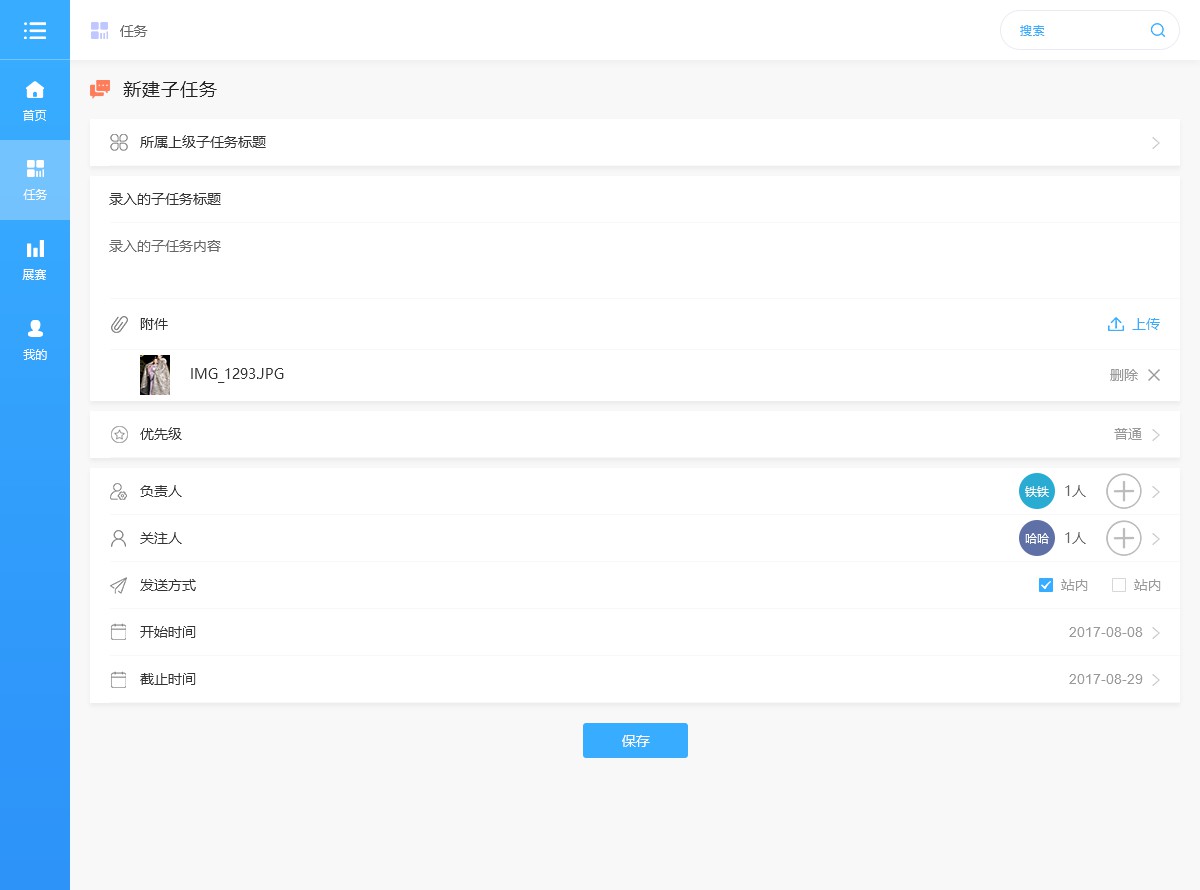 任务
搜索
首页
任务
展赛
我的
新建子任务
所属上级子任务标题
录入的子任务标题
录入的子任务内容
附件 上传
IMG_1293.JPG 删除
优先级 普通
负责人 铁铁 1人
关注人 哈哈 1人
发送方式 站内 站内
开始时间 2017-08-08
截止时间 2017-08-29
保存